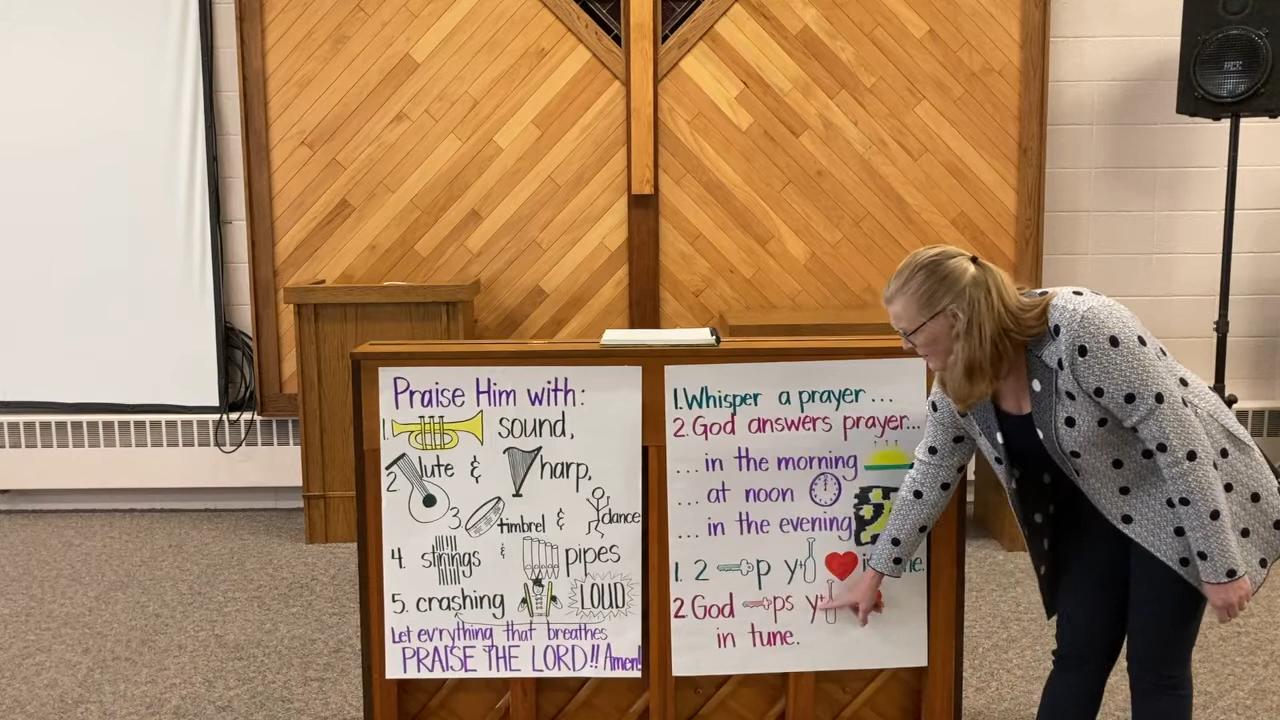 Praise Him with:
1. sound,
2 lute & harp,
3. timbrel & dance
4. strings & pipes
5. crashing LOUD
Let ev'rything that breathes
PRAISE THE LORD!! Amen!
1. Whisper a prayer...
2. God answers prayer...
...in the morning
...at noon
...in the evening
1. 2 p y
2 God ps y
in tune.